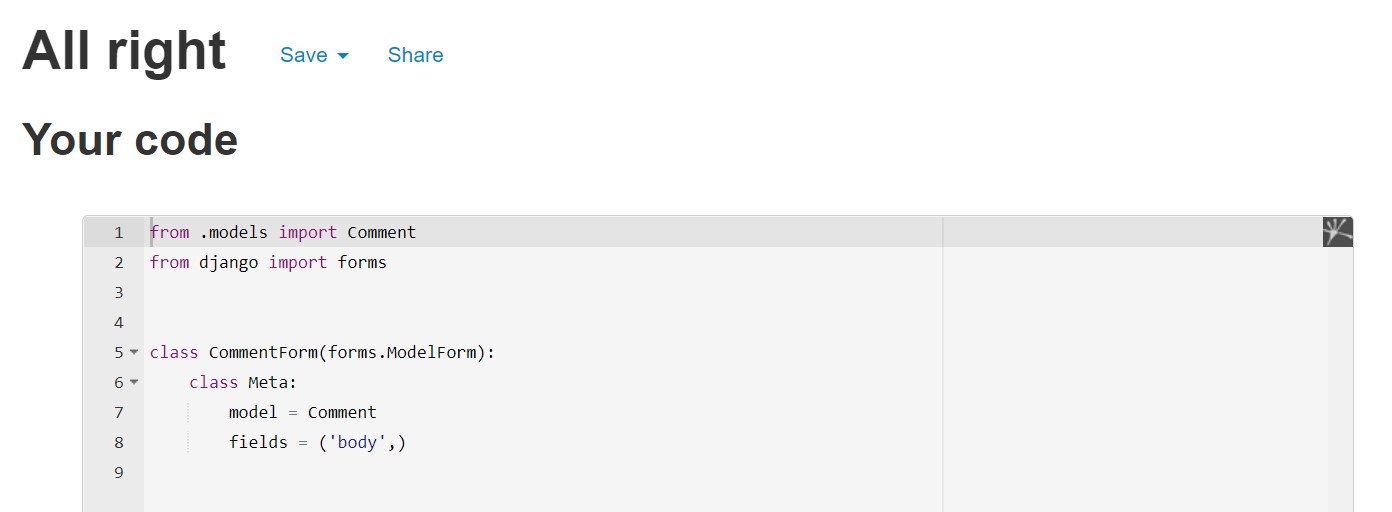 All right Save Share
Your code
1 from .models import Comment
2 from django import forms
3
4
5 class CommentForm(forms.ModelForm):
6     class Meta:
7         model = Comment
8         fields = ('body',)
9